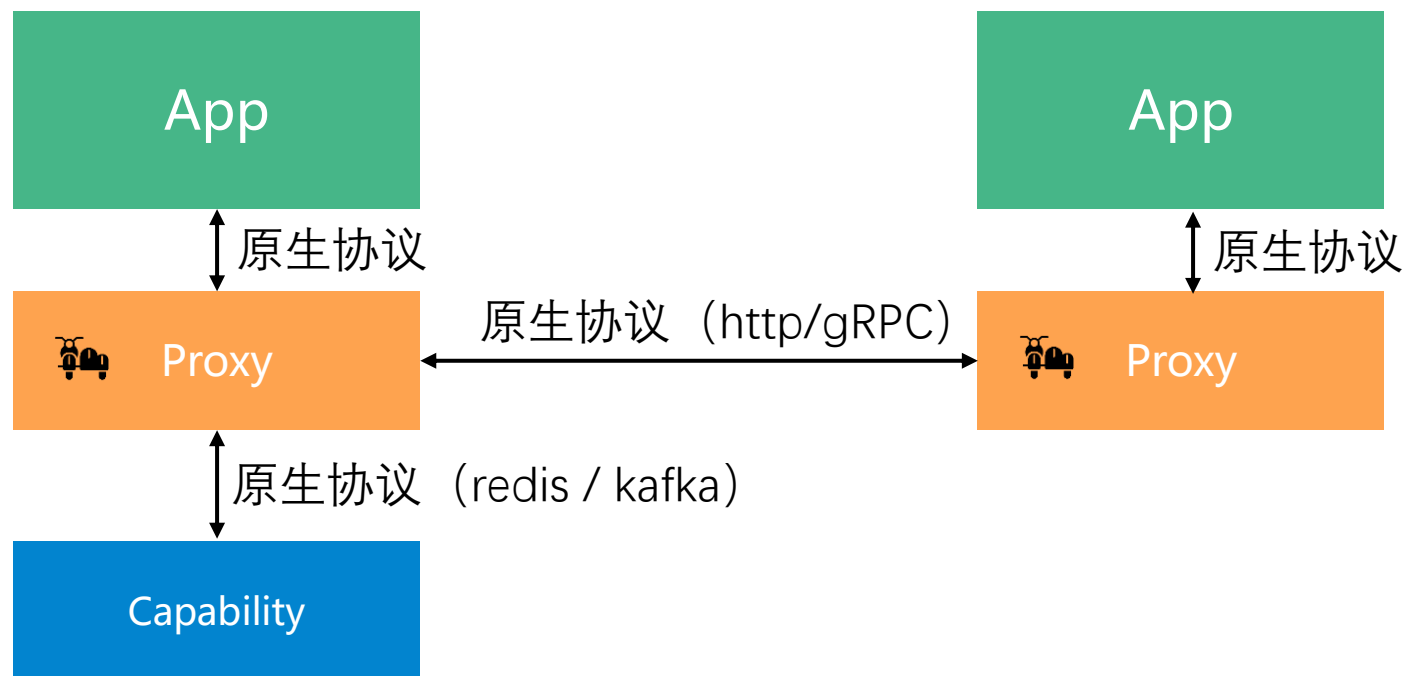 App
App
原生协议
原生协议
原生协议（http/gRPC）
Proxy
Proxy
原生协议（redis / kafka）
Capability